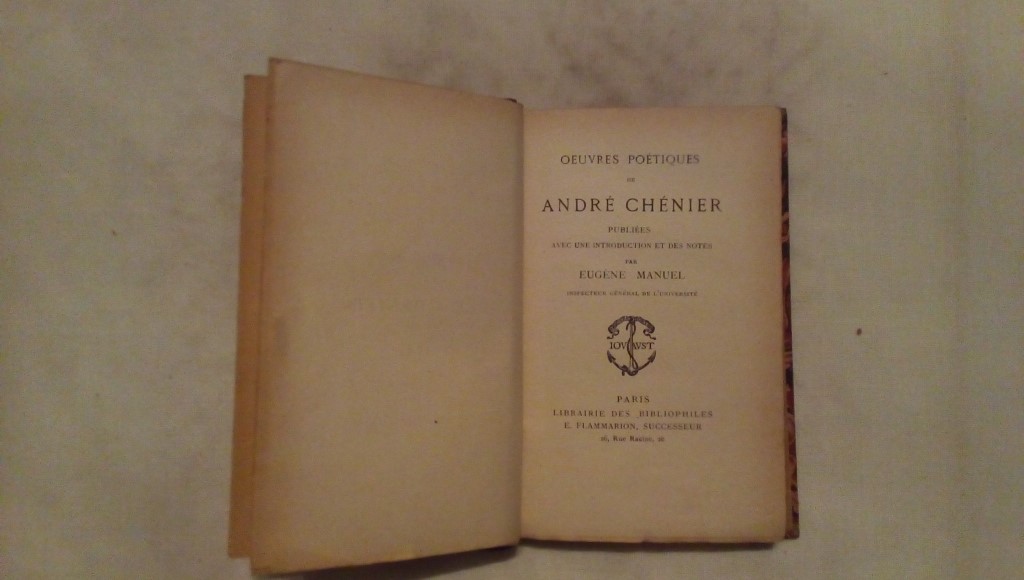 OEUVRES POÉTIQUES
DE
ANDRÉ CHÉNIER
PUBLIÉES
AVEC UNE INTRODUCTION ET DES NOTES
PAR
EUGÈNE MANUEL
INSPECTEUR GÉNÉRAL DE L'UNIVERSITÉ
IOVAVST
PARIS
LIBRAIRIE DES BIBLIOPHILES
E. FLAMMARION, SUCCESSEUR
26, Rue Racine, 26